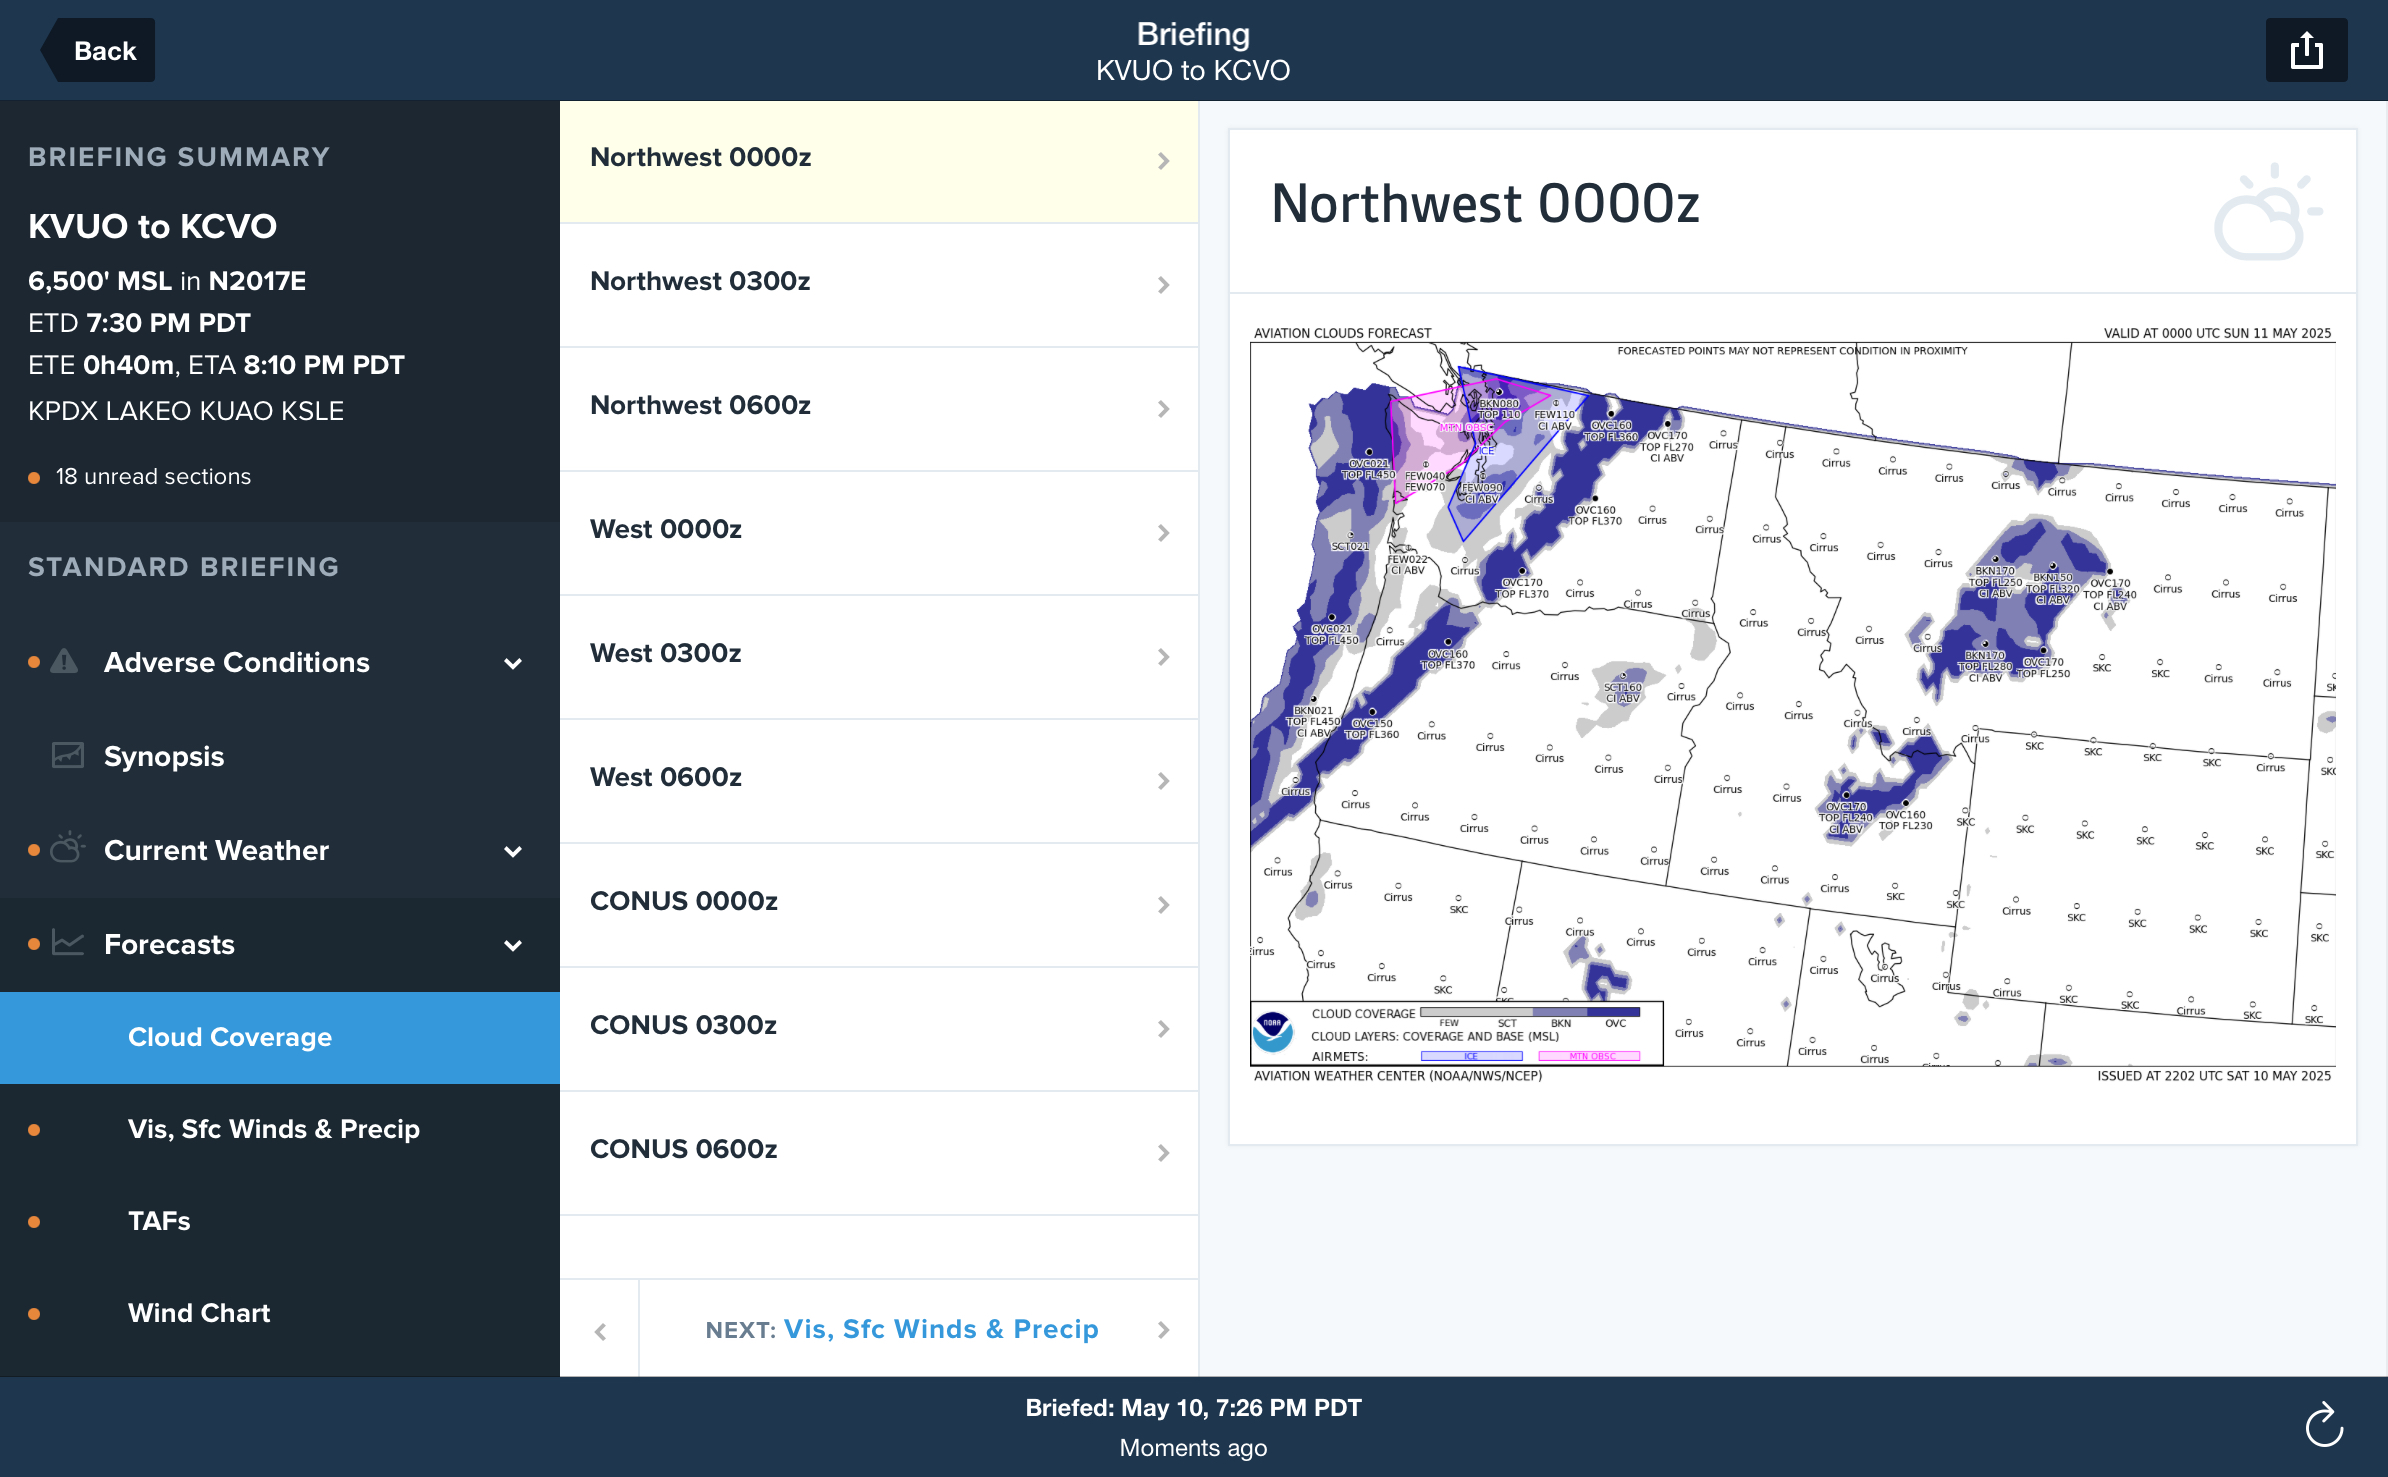 Back
Briefing
KVUO to KCVO
BRIEFING SUMMARY
KVUO to KCVO
6,500' MSL in N2017E
ETD 7:30 PM PDT
ETE 0h40m, ETA 8:10 PM PDT
KPDX LAKEO KUAO KSLE
18 unread sections
STANDARD BRIEFING
Adverse Conditions
Synopsis
Current Weather
Forecasts
Cloud Coverage
Vis, Sfc Winds & Precip
TAFs
Wind Chart
Northwest 0000z
Northwest 0300z
Northwest 0600z
West 0000z
West 0300z
West 0600z
CONUS 0000z
CONUS 0300z
CONUS 0600z
NEXT: Vis, Sfc Winds & Precip
Northwest 0000z
AVIATION CLOUDS FORECAST
VALID AT 0000 UTC SUN 11 MAY 2025
FORECASTED POINTS MAY NOT REPRESENT CONDITION IN PROXIMITY
BKN080
TOP 110
FEW110
CI ABV
MTN OBSC
ICE
OVC160
TOP FL360
OVC170
TOP FL270
CI ABV
OVC021
TOP FL450
FEW040
FEW070
FEW090
CI ABV
Cirrus
OVC160
TOP FL370
SCT021
FEW022
CI ABV
Cirrus
OVC170
TOP FL370
BKN170
TOP FL250
CI ABV
BKN150
TOP FL320
CI ABV
OVC170
TOP FL240
CI ABV
OVC021
TOP FL450
Cirrus
OVC160
TOP FL370
BKN170
TOP FL280
CI ABV
OVC170
TOP FL250
SKC
SCT160
CI ABV
BKN021
TOP FL450
CI ABV
OVC150
TOP FL360
Cirrus
OVC170
TOP FL240
CI ABV
OVC160
TOP FL230
SKC
CLOUD COVERAGE
FEW SCT BKN OVC
CLOUD LAYERS: COVERAGE AND BASE (MSL)
AIRMETS: ICE MTN OBSC
NOAA
AVIATION WEATHER CENTER (NOAA/NWS/NCEP)
ISSUED AT 2202 UTC SAT 10 MAY 2025
Briefed: May 10, 7:26 PM PDT
Moments ago